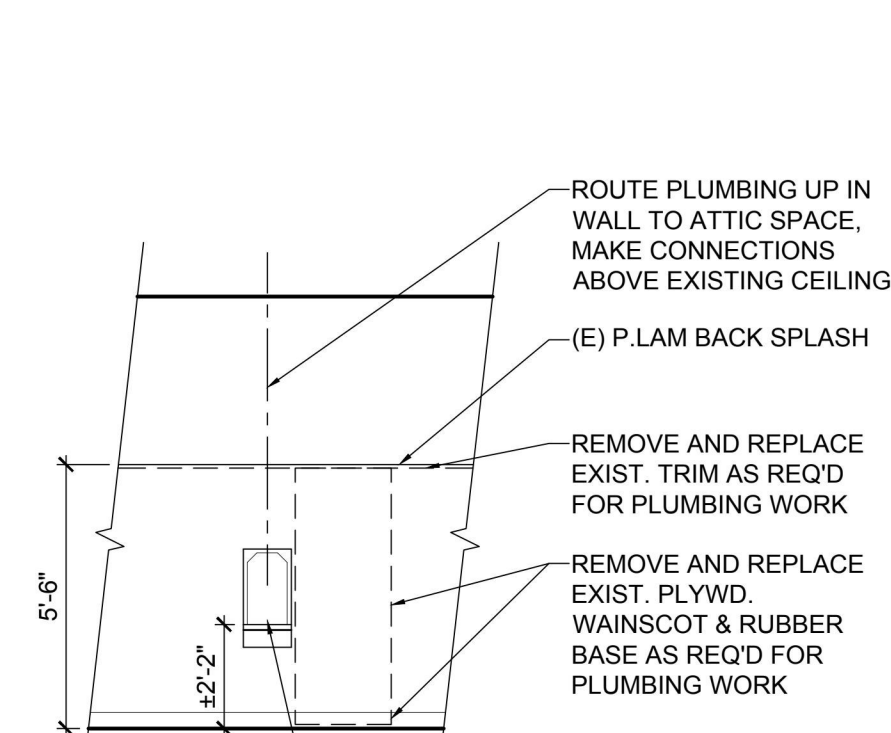 ROUTE PLUMBING UP IN
WALL TO ATTIC SPACE,
MAKE CONNECTIONS
ABOVE EXISTING CEILING
(E) P.LAM BACK SPLASH
REMOVE AND REPLACE
EXIST. TRIM AS REQ'D
FOR PLUMBING WORK
REMOVE AND REPLACE
EXIST. PLYWD.
WAINSCOT & RUBBER
BASE AS REQ'D FOR
PLUMBING WORK
5'-6"
±2'-2"